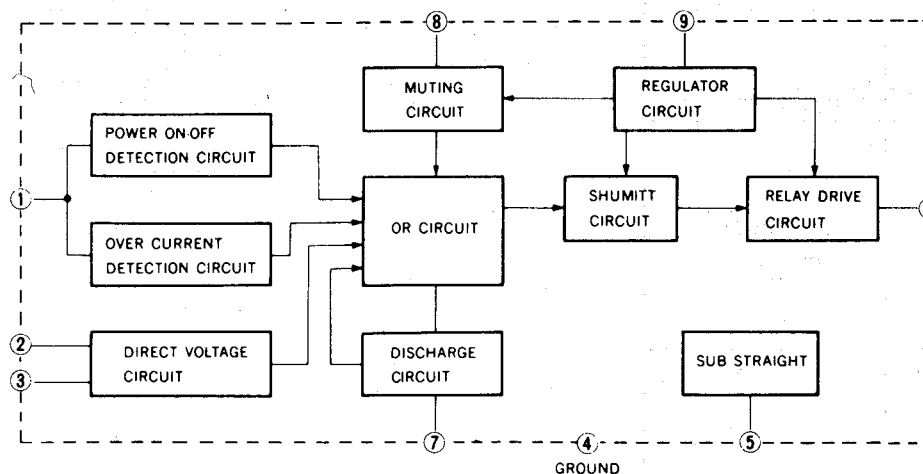 8
9
MUTING
CIRCUIT
REGULATOR
CIRCUIT
POWER ON·OFF
DETECTION CIRCUIT
1
OR CIRCUIT
SHUMITT
CIRCUIT
RELAY DRIVE
CIRCUIT
OVER CURRENT
DETECTION CIRCUIT
2
3
DIRECT VOLTAGE
CIRCUIT
DISCHARGE
CIRCUIT
SUB STRAIGHT
7
4
5
GROUND